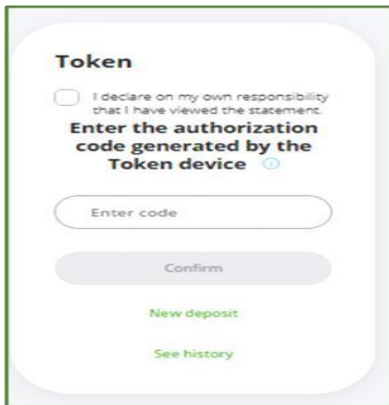 Token
I declare on my own responsibility
that I have viewed the statement.
Enter the authorization
code generated by the
Token device
Enter code
Confirm
New deposit
See history